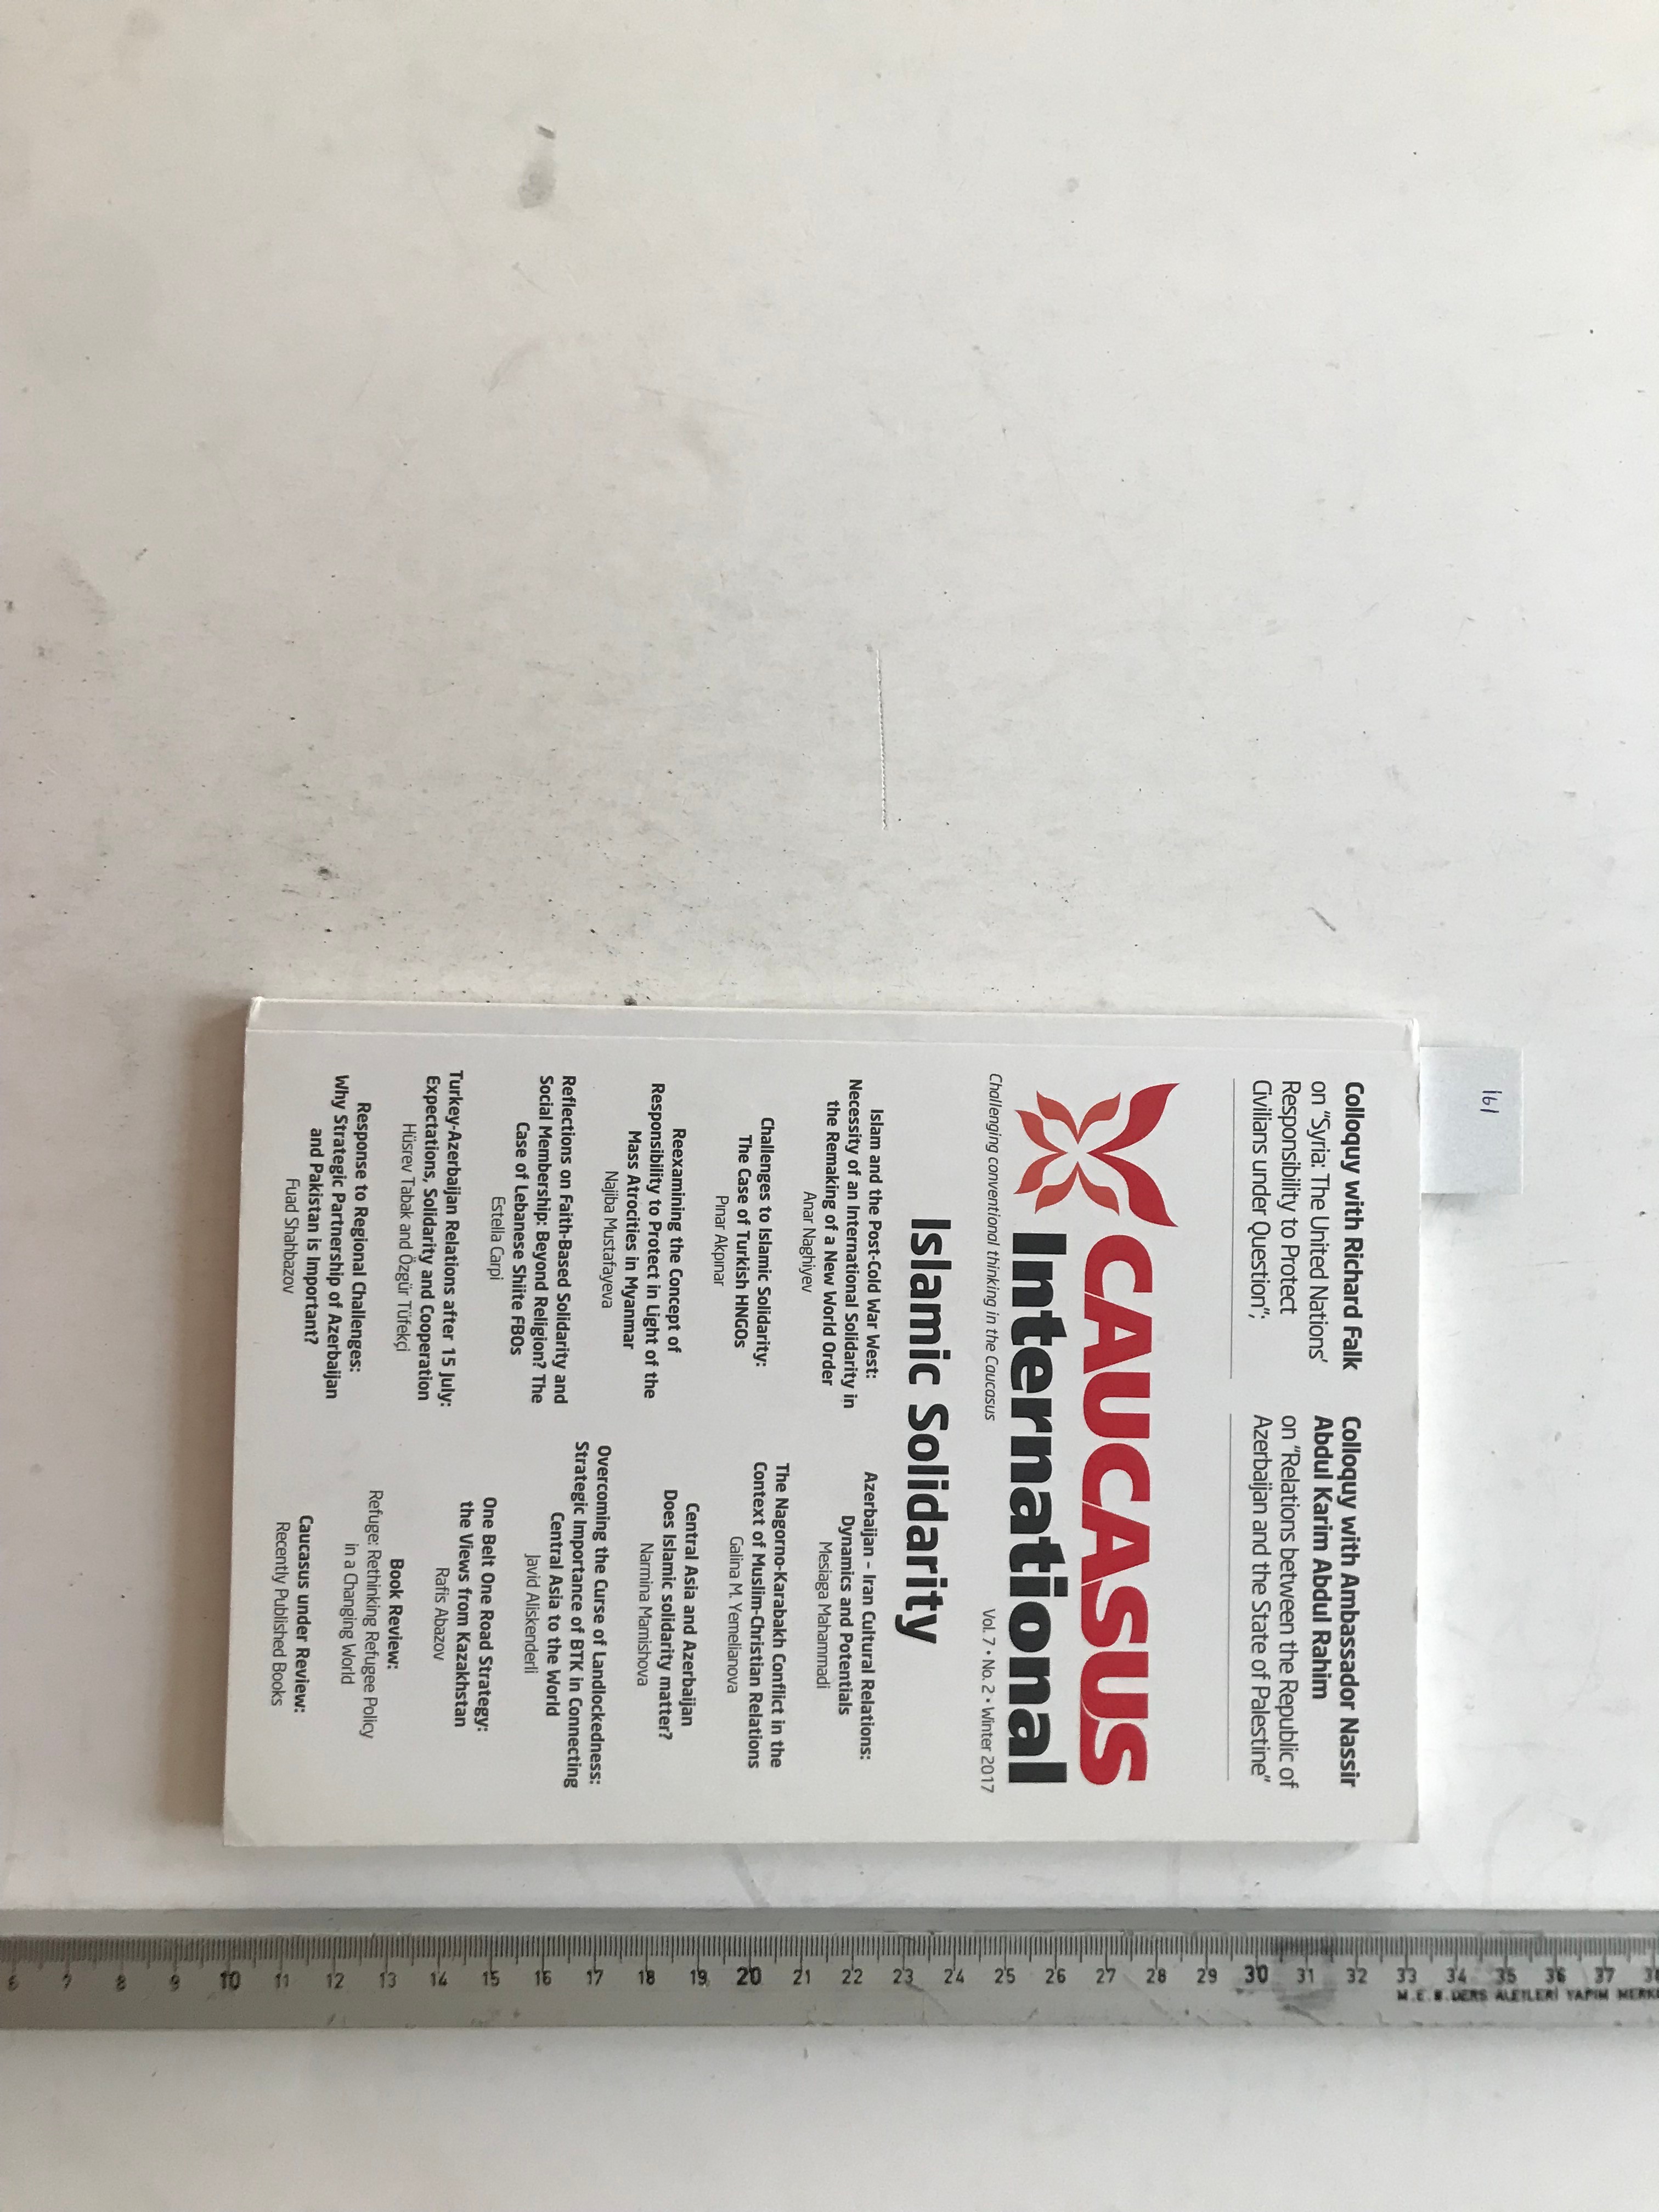 161
Colloquy with Richard Falk
on “Syria: The United Nations’
Responsibility to Protect
Civilians under Question”;
Colloquy with Ambassador Nassir
Abdul Karim Abdul Rahim
on “Relations between the Republic of
Azerbaijan and the State of Palestine”
CAUCASUS
International
Challenging conventional thinking in the Caucasus
Vol. 7 • No. 2 • Winter 2017
Islamic Solidarity
Islam and the Post-Cold War West:
Necessity of an International Solidarity in
the Remaking of a New World Order
Anar Naghiyev
Challenges to Islamic Solidarity:
The Case of Turkish HNGOs
Pınar Akpınar
Reexamining the Concept of
Responsibility to Protect in Light of the
Mass Atrocities in Myanmar
Najiba Mustafayeva
Reflections on Faith-Based Solidarity and
Social Membership: Beyond Religion? The
Case of Lebanese Shiite FBOs
Estella Carpi
Turkey-Azerbaijan Relations after 15 July:
Expectations, Solidarity and Cooperation
Hüsrev Tabak and Özgür Tüfekçi
Response to Regional Challenges:
Why Strategic Partnership of Azerbaijan
and Pakistan is Important?
Fuad Shahbazov
Azerbaijan - Iran Cultural Relations:
Dynamics and Potentials
Mesiaga Mahammadi
The Nagorno-Karabakh Conflict in the
Context of Muslim-Christian Relations
Galina M. Yemelianova
Central Asia and Azerbaijan
Does Islamic solidarity matter?
Narmina Mamishova
Overcoming the Curse of Landlockedness:
Strategic Importance of BTK in Connecting
Central Asia to the World
Javid Aliskenderli
One Belt One Road Strategy:
the Views from Kazakhstan
Rafis Abazov
Book Review:
Refuge: Rethinking Refugee Policy
in a Changing World
Caucasus under Review:
Recently Published Books
6 7 8 9 10 11 12 13 14 15 16 17 18 19 20 21 22 23 24 25 26 27 28 29 30 31 32 33 34 35 36 37
M.E.B. DERS ALETLERİ YAPIM